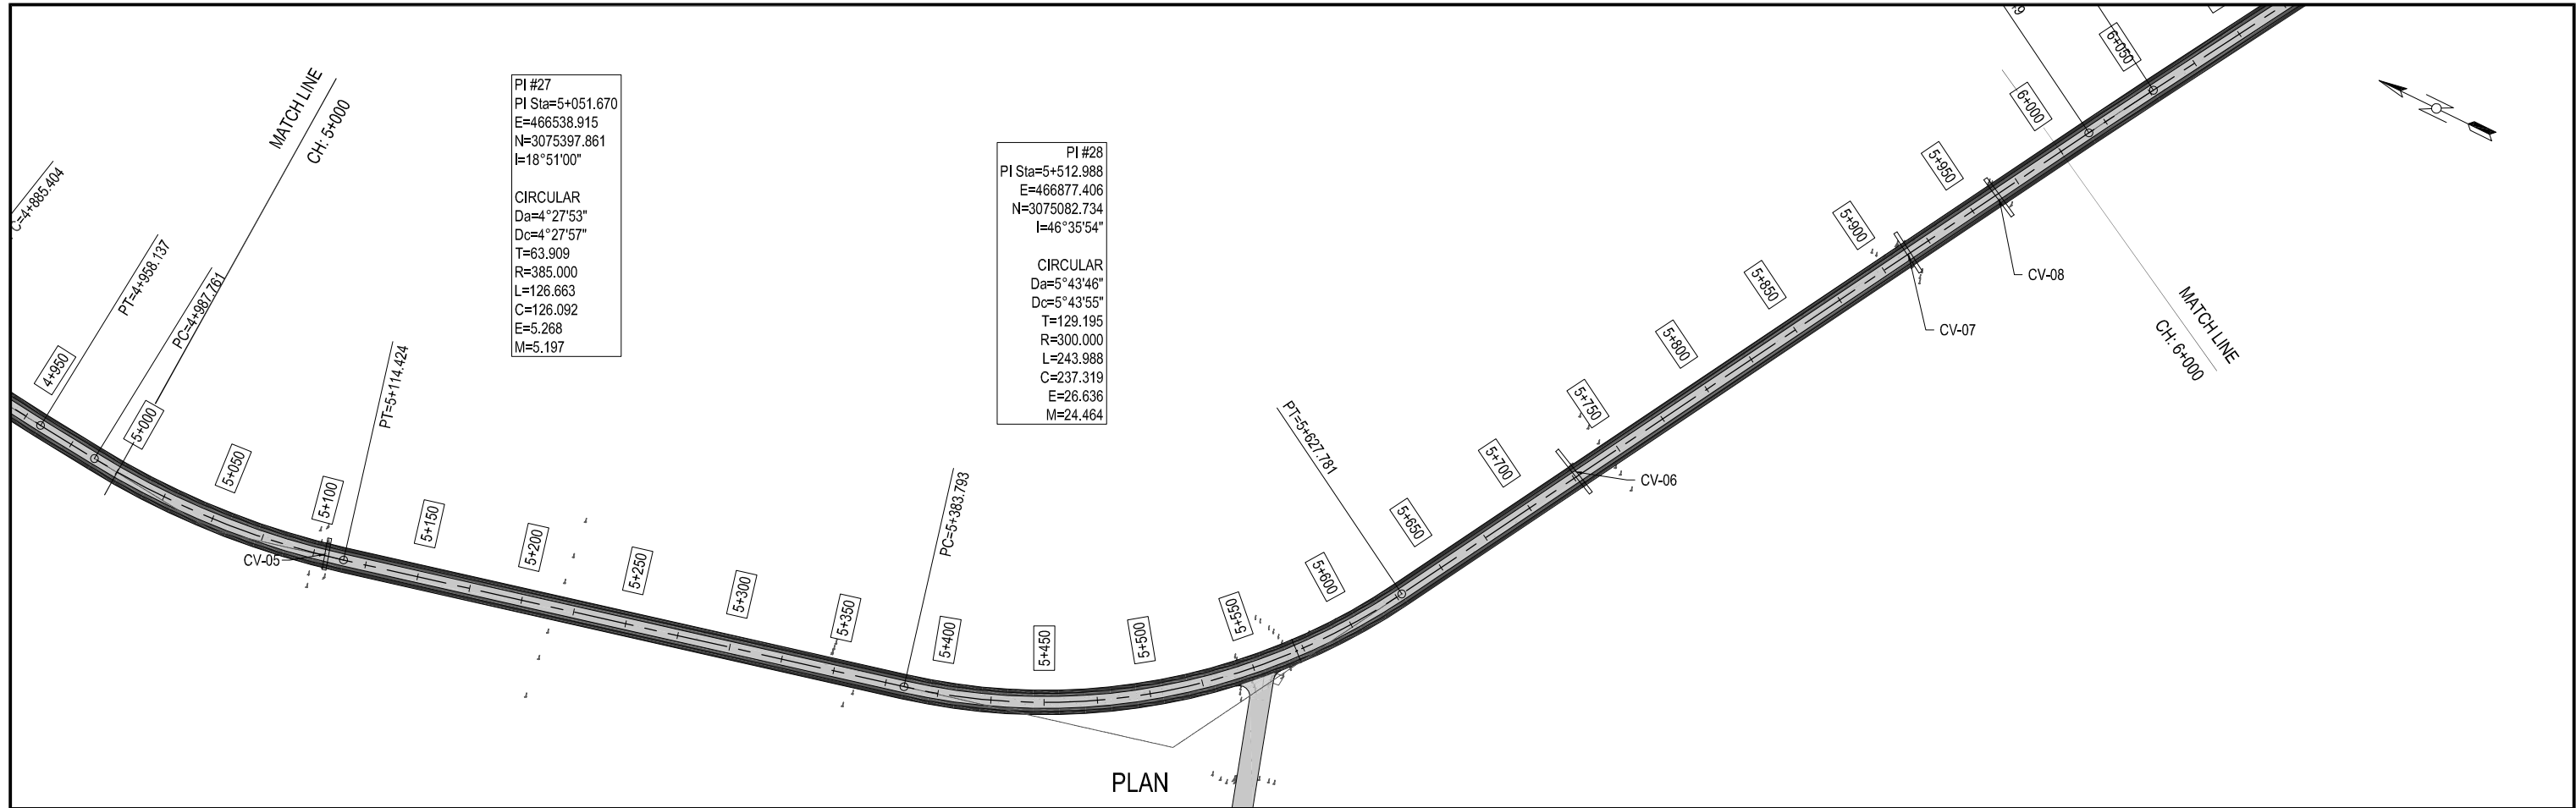 C=4+885.404
PT=4+958.137
PC=4+987.761
MATCH LINE
CH: 5+000
PT=5+114.424
PI #27
PI Sta=5+051.670
E=466538.915
N=3075397.861
I=18°51'00"
CIRCULAR
Da=4°27'53"
Dc=4°27'57"
T=63.909
R=385.000
L=126.663
C=126.092
E=5.268
M=5.197
PC=5+383.793
PI #28
PI Sta=5+512.988
E=466877.406
N=3075082.734
I=46°35'54"
CIRCULAR
Da=5°43'46"
Dc=5°43'55"
T=129.195
R=300.000
L=243.988
C=237.319
E=26.636
M=24.464
PT=5+627.781
4+950
5+000
5+050
5+100
5+150
5+200
5+250
5+300
5+350
5+400
5+450
5+500
5+550
5+600
5+650
5+700
5+750
5+800
5+850
5+900
5+950
6+000
6+050
CV-05
CV-06
CV-07
CV-08
MATCH LINE
CH: 6+000
PLAN